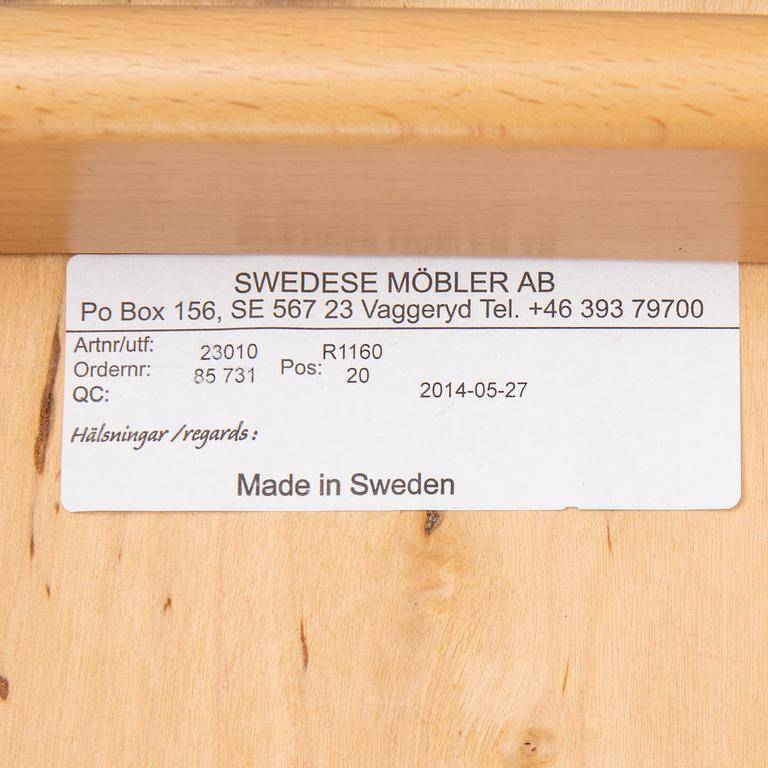 SWEDESE MÖBLER AB
Po Box 156, SE 567 23 Vaggeryd Tel. +46 393 79700
Artnr/utf: 23010 R1160
Ordernr: 85 731 Pos: 20
QC: 2014-05-27
Hälsningar /regards :
Made in Sweden